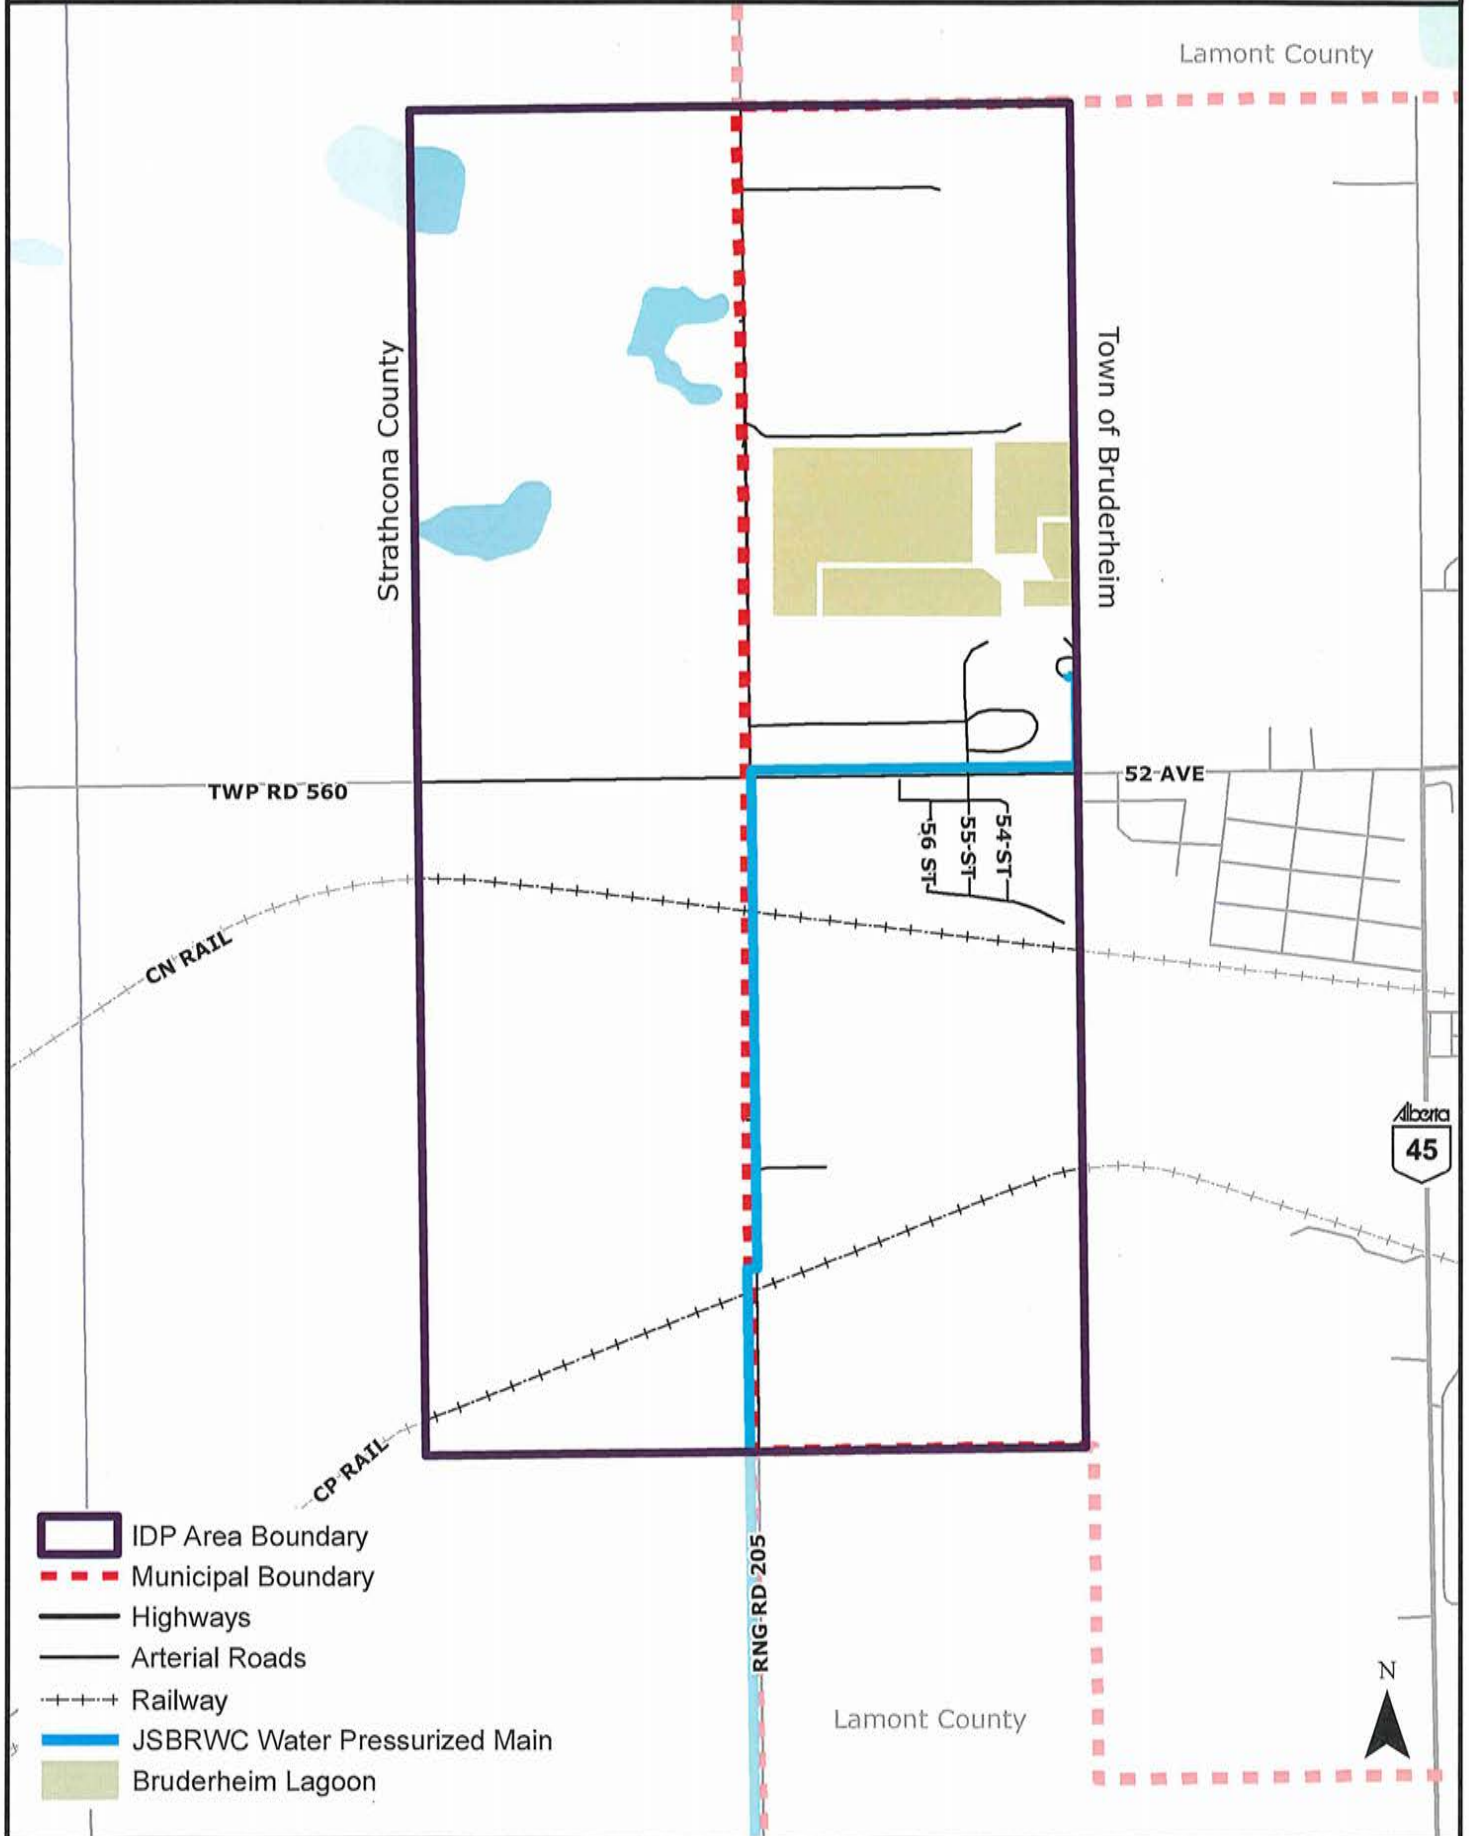 Lamont County
Strathcona County
Town of Bruderheim
TWP RD 560
52 AVE
56 ST
55 ST
54 ST
CN RAIL
Alberta
45
CP RAIL
IDP Area Boundary
Municipal Boundary
Highways
Arterial Roads
Railway
JSBRWC Water Pressurized Main
Bruderheim Lagoon
RNG RD 205
Lamont County
N